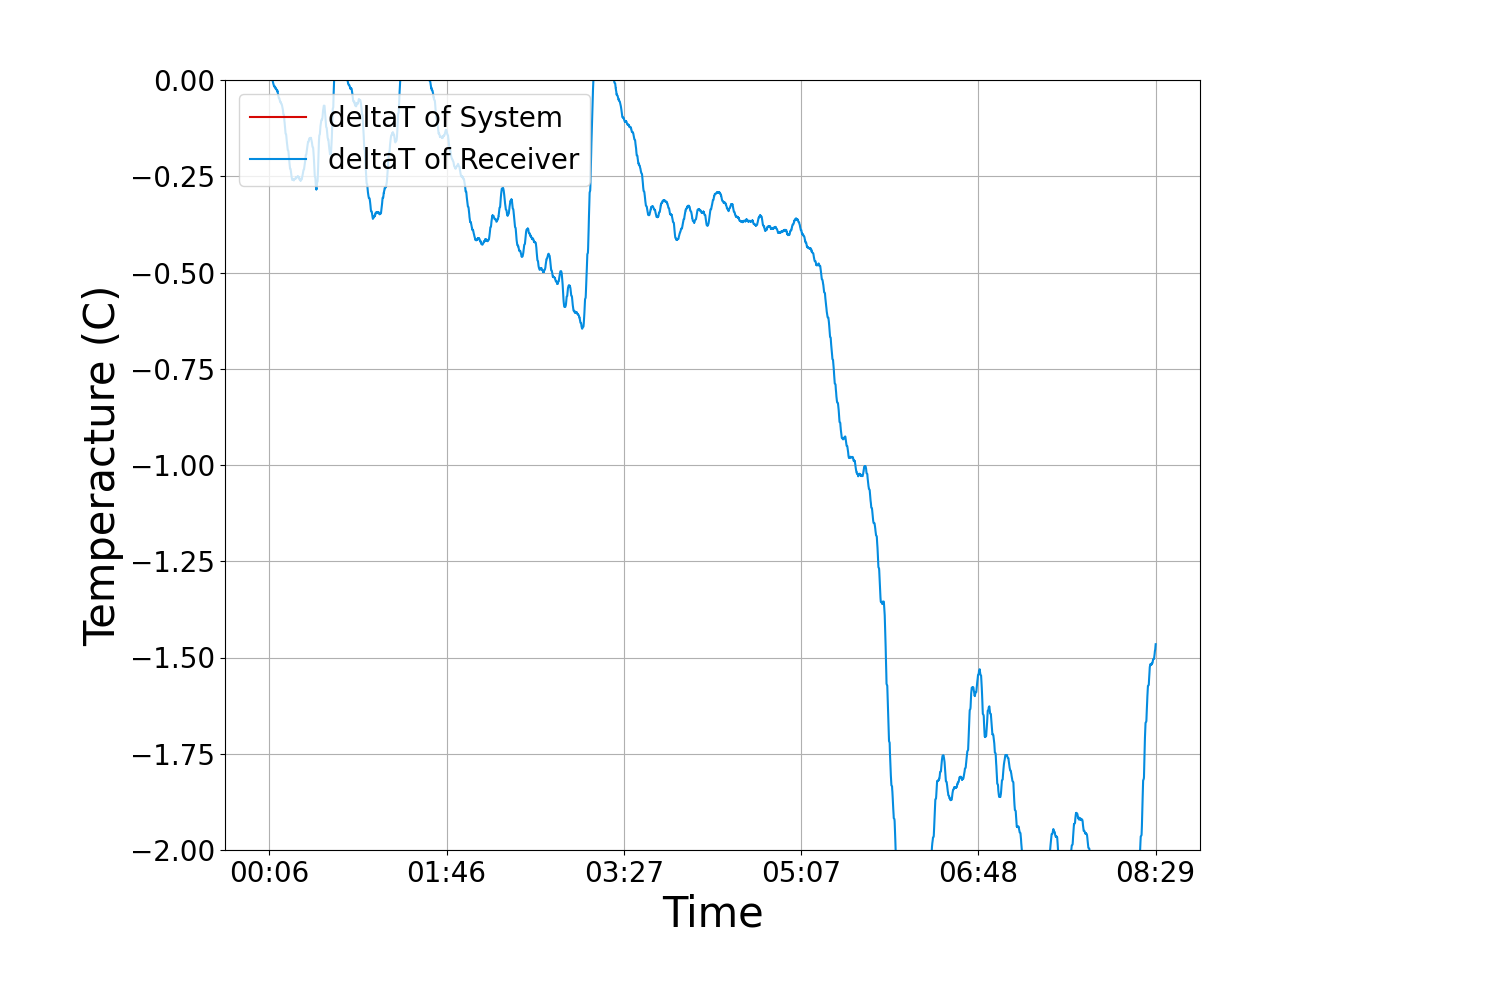 0.00
−0.25
−0.50
−0.75
−1.00
−1.25
−1.50
−1.75
−2.00
Temperacture (C)
deltaT of System
deltaT of Receiver
00:06 01:46 03:27 05:07 06:48 08:29
Time